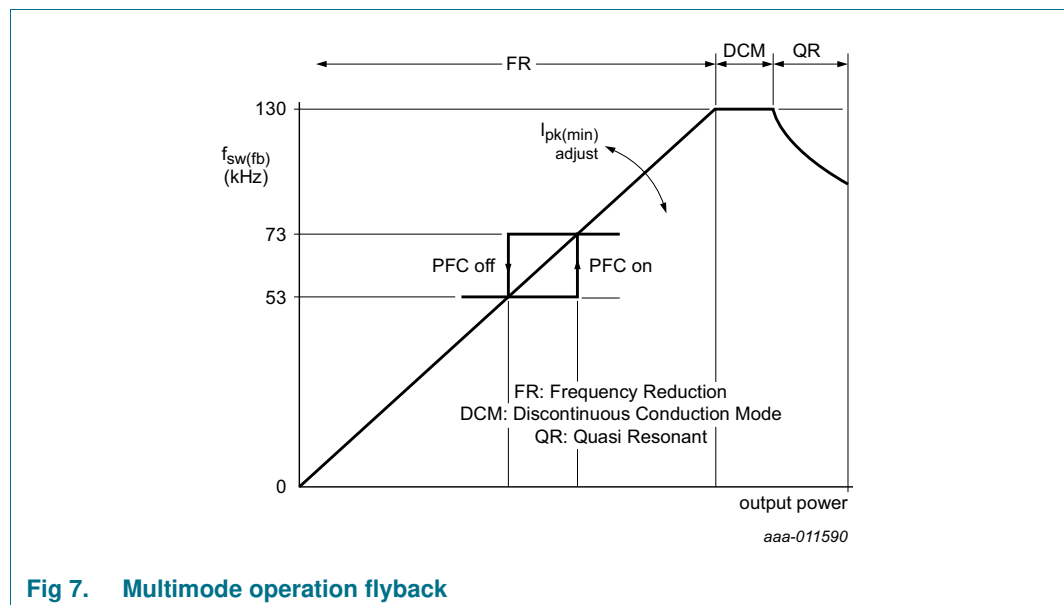 FR
DCM
QR
130
I_pk(min)
adjust
f_sw(fb)
(kHz)
73
PFC off
PFC on
53
FR: Frequency Reduction
DCM: Discontinuous Conduction Mode
QR: Quasi Resonant
0
output power
aaa-011590
Fig 7. Multimode operation flyback